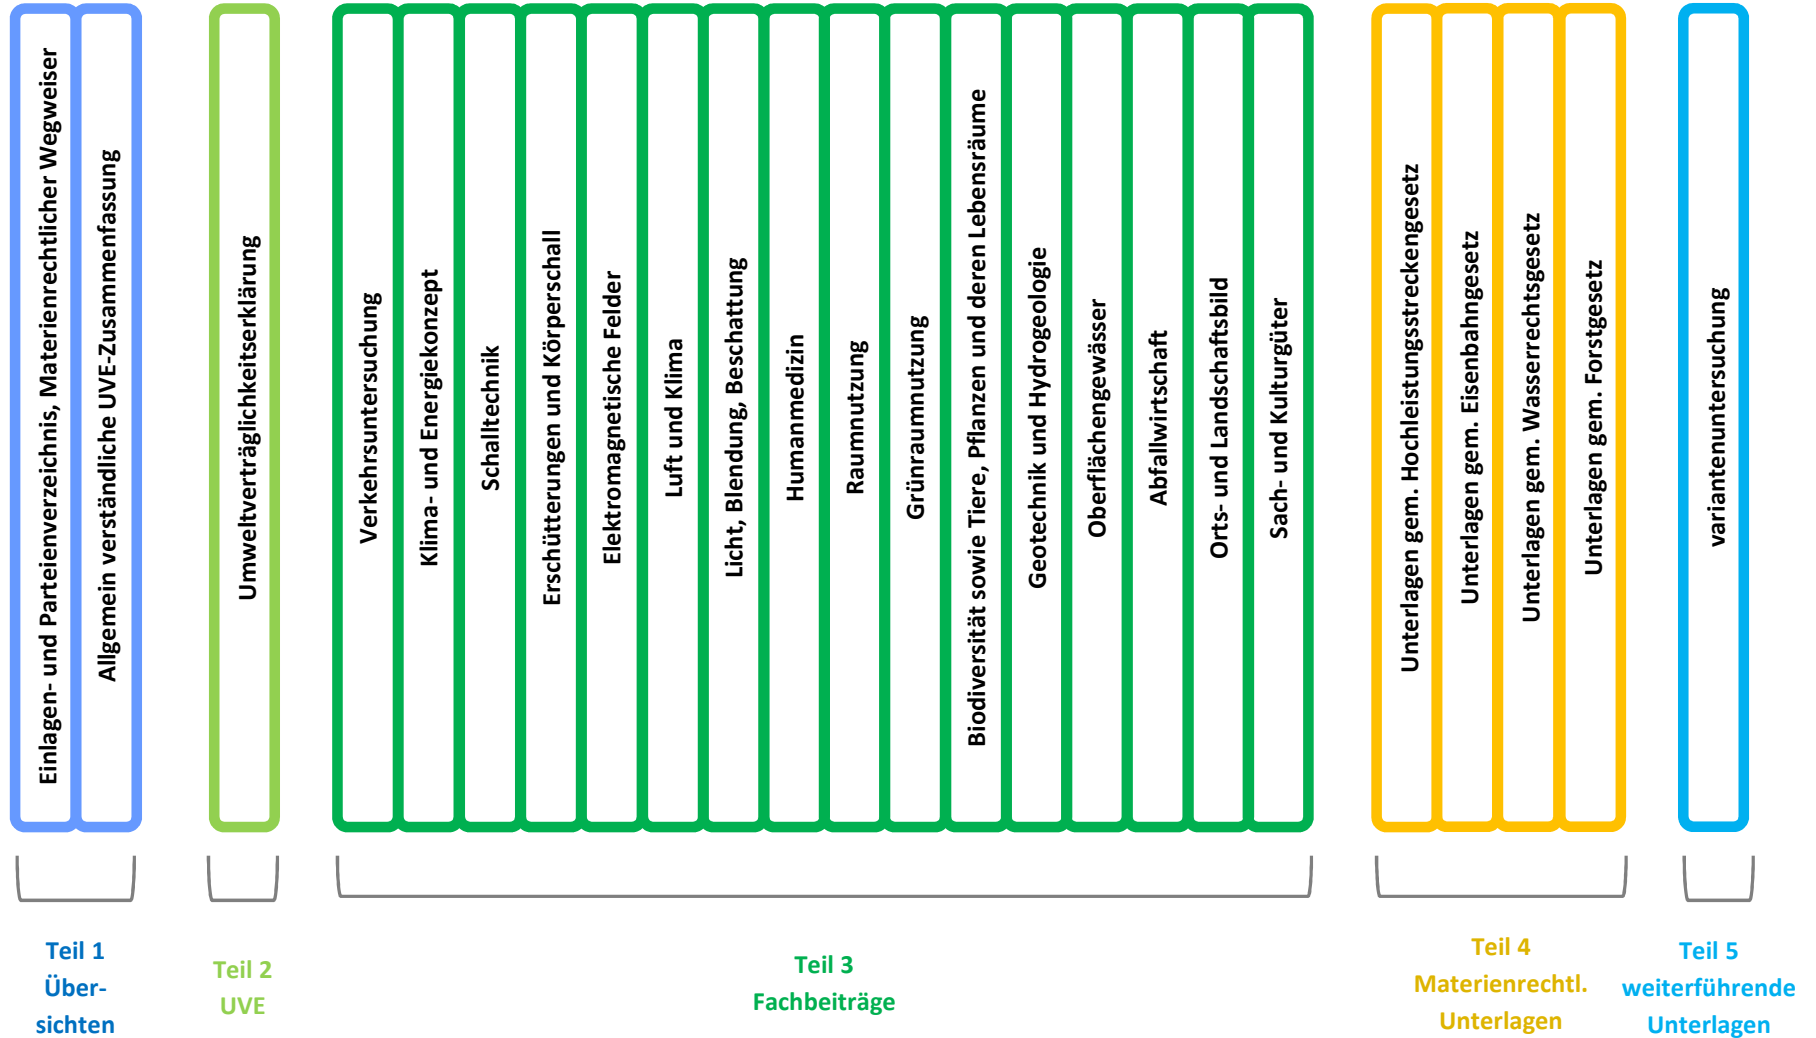 Einlagen- und Parteienverzeichnis, Materienrechtlicher Wegweiser
Allgemein verständliche UVE-Zusammenfassung
Umweltverträglichkeitserklärung
Verkehrsuntersuchung
Klima- und Energiekonzept
Schalltechnik
Erschütterungen und Körperschall
Elektromagnetische Felder
Luft und Klima
Licht, Blendung, Beschattung
Humanmedizin
Raumnutzung
Grünraumnutzung
Biodiversität sowie Tiere, Pflanzen und deren Lebensräume
Geotechnik und Hydrogeologie
Oberflächengewässer
Abfallwirtschaft
Orts- und Landschaftsbild
Sach- und Kulturgüter
Unterlagen gem. Hochleistungsstreckengesetz
Unterlagen gem. Eisenbahngesetz
Unterlagen gem. Wasserrechtsgesetz
Unterlagen gem. Forstgesetz
variantenuntersuchung
Teil 1
Über-
sichten
Teil 2
UVE
Teil 3
Fachbeiträge
Teil 4
Materienrechtl.
Unterlagen
Teil 5
weiterführende
Unterlagen